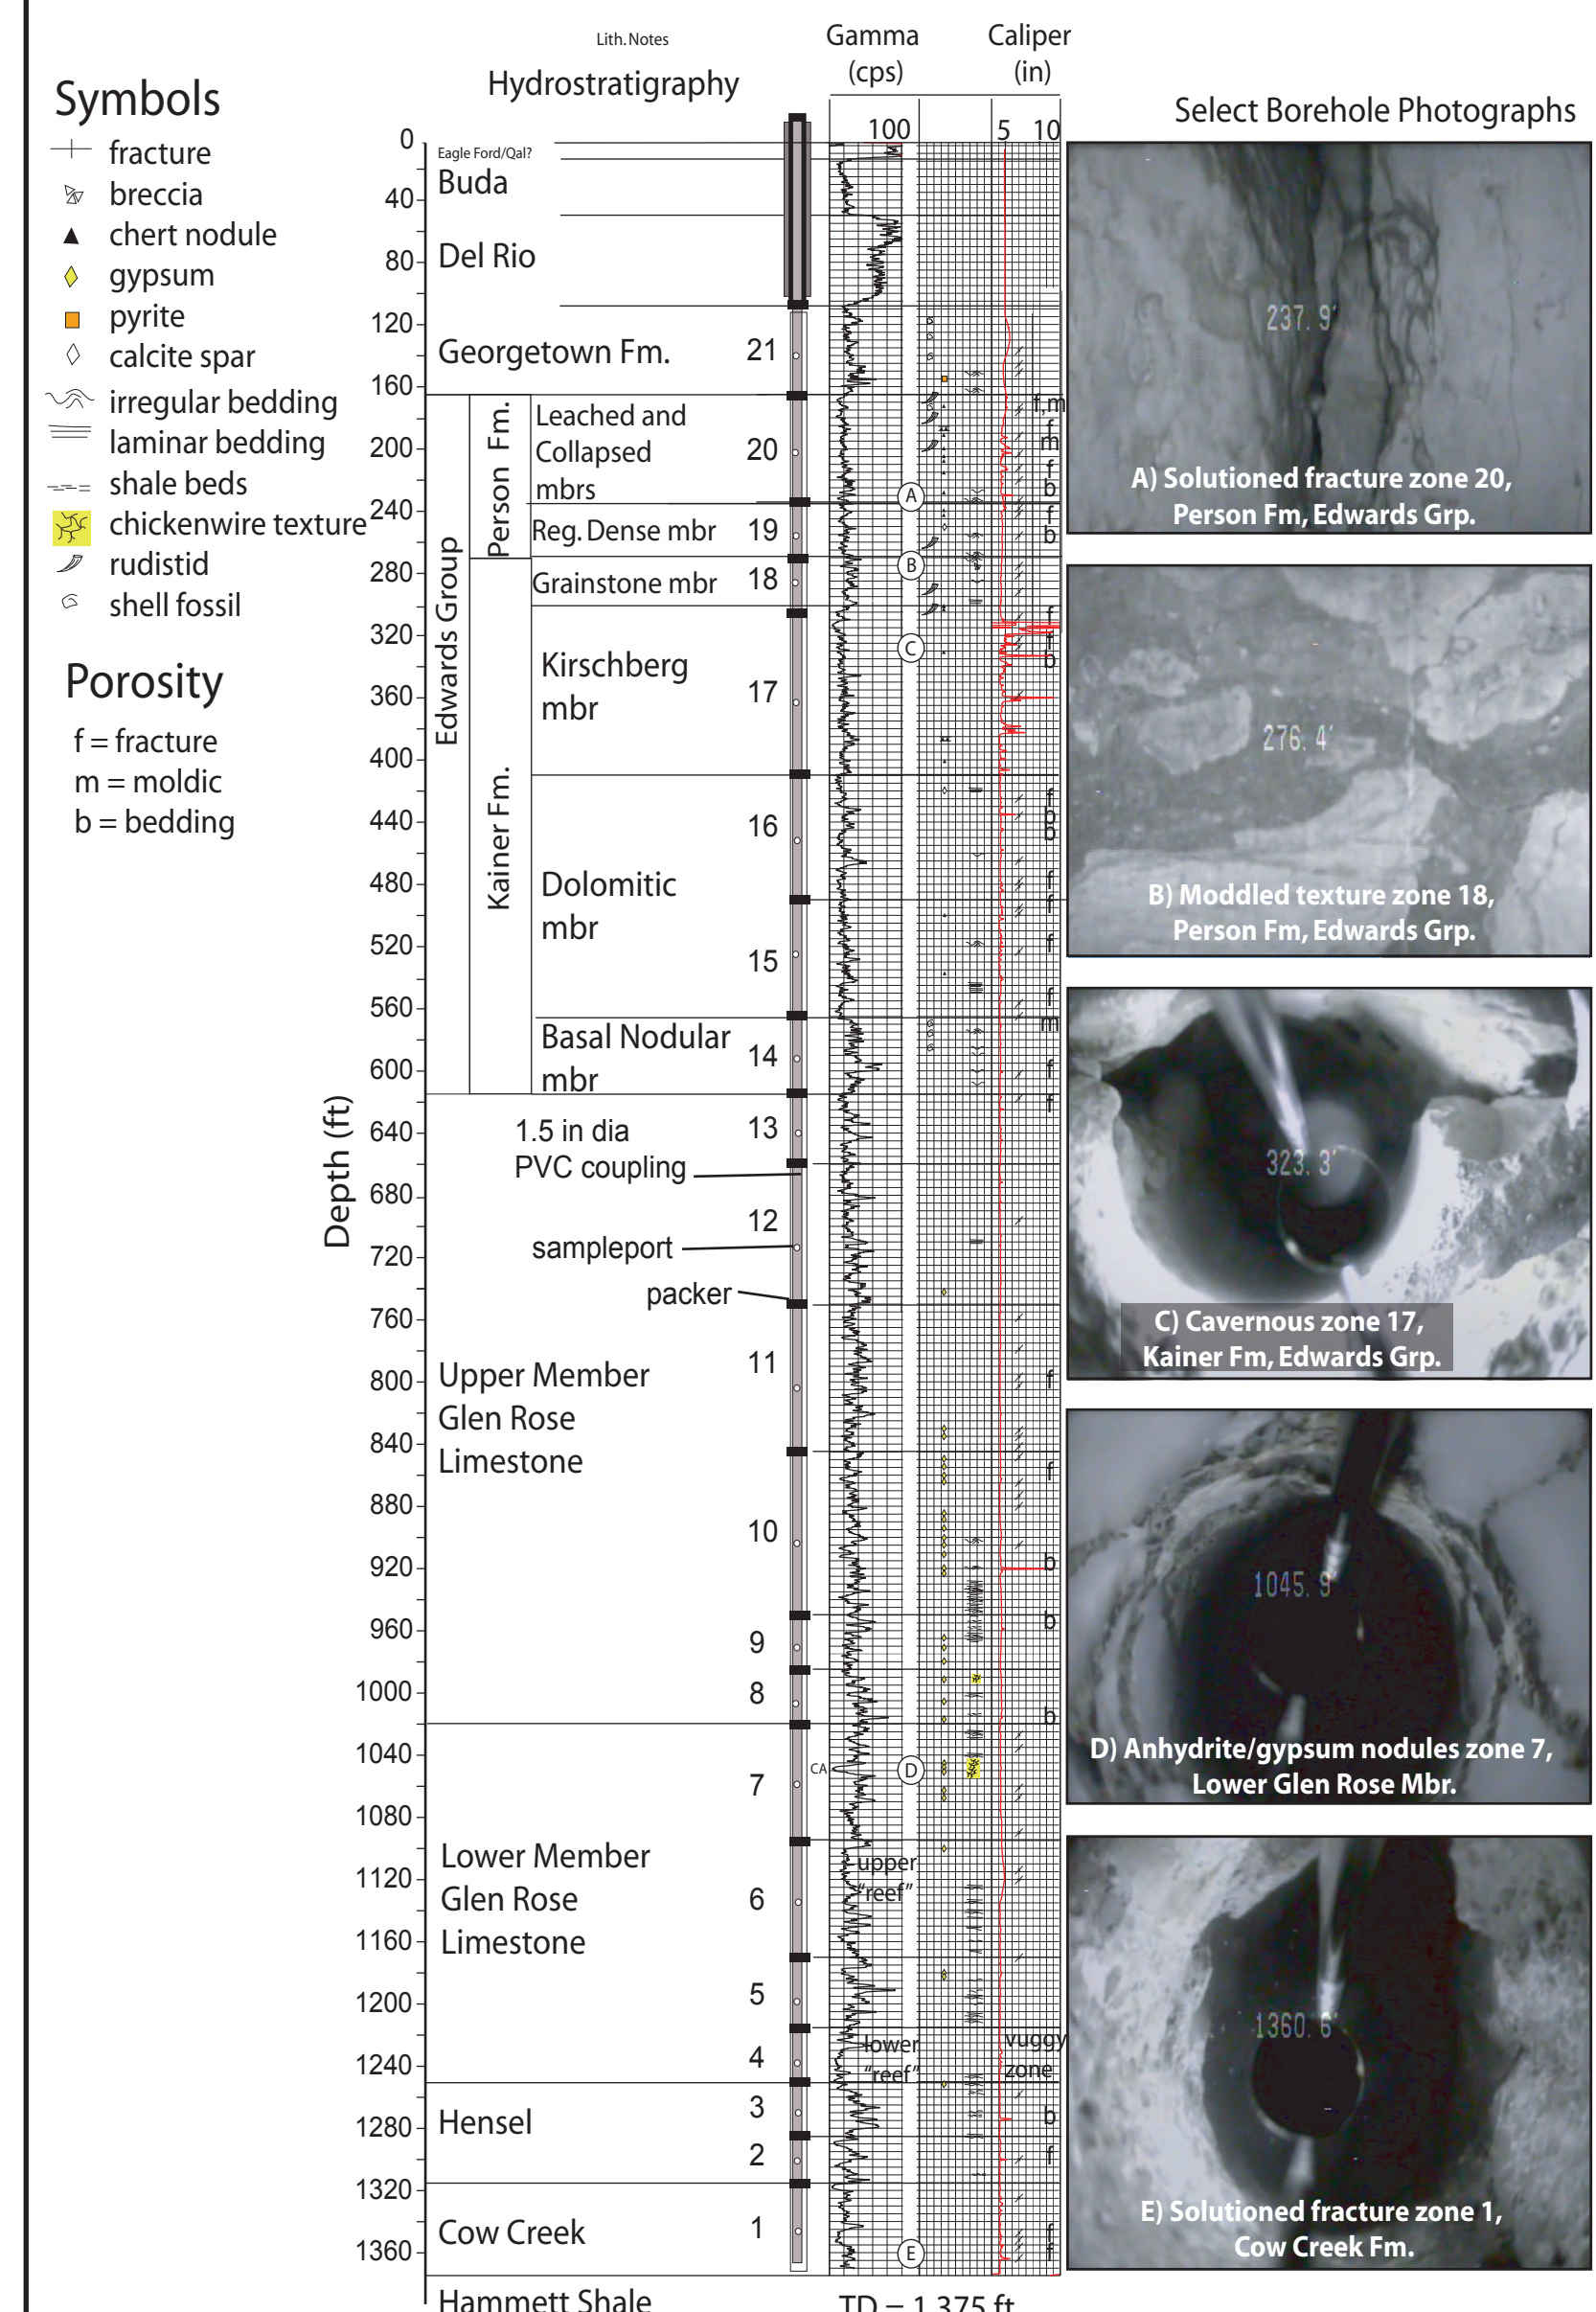 Lith. Notes
Hydrostratigraphy
Gamma
(cps)
Caliper
(in)
100
5 10
Select Borehole Photographs
Symbols
fracture
breccia
chert nodule
gypsum
pyrite
calcite spar
irregular bedding
laminar bedding
shale beds
chickenwire texture
rudistid
shell fossil
Porosity
f = fracture
m = moldic
b = bedding
Depth (ft)
0
40
80
120
160
200
240
280
320
360
400
440
480
520
560
600
640
680
720
760
800
840
880
920
960
1000
1040
1080
1120
1160
1200
1240
1280
1320
1360
Eagle Ford/Qal?
Buda
Del Rio
Georgetown Fm.
21
Edwards Group
Person Fm.
Leached and
Collapsed
mbrs
20
Reg. Dense mbr
19
Kainer Fm.
Grainstone mbr
18
Kirschberg
mbr
17
Dolomitic
mbr
16
15
Basal Nodular
mbr
14
1.5 in dia
PVC coupling
13
12
sampleport
packer
11
Upper Member
Glen Rose
Limestone
10
9
8
7
Lower Member
Glen Rose
Limestone
6
5
4
Hensel
3
2
Cow Creek
1
Hammett Shale
TD = 1,375 ft
A
B
C
CA
D
E
upper
"reef"
lower
"reef"
vuggy
zone
f,m
f
m
f
b
f
b
f
f
b
f
b
b
f
f
f
f
m
f
f
f
f
b
b
b
b
f
f
f
237.9'
A) Solutioned fracture zone 20,
Person Fm, Edwards Grp.
276.4'
B) Moddled texture zone 18,
Person Fm, Edwards Grp.
323.3'
C) Cavernous zone 17,
Kainer Fm, Edwards Grp.
1045.9'
D) Anhydrite/gypsum nodules zone 7,
Lower Glen Rose Mbr.
1360.6'
E) Solutioned fracture zone 1,
Cow Creek Fm.